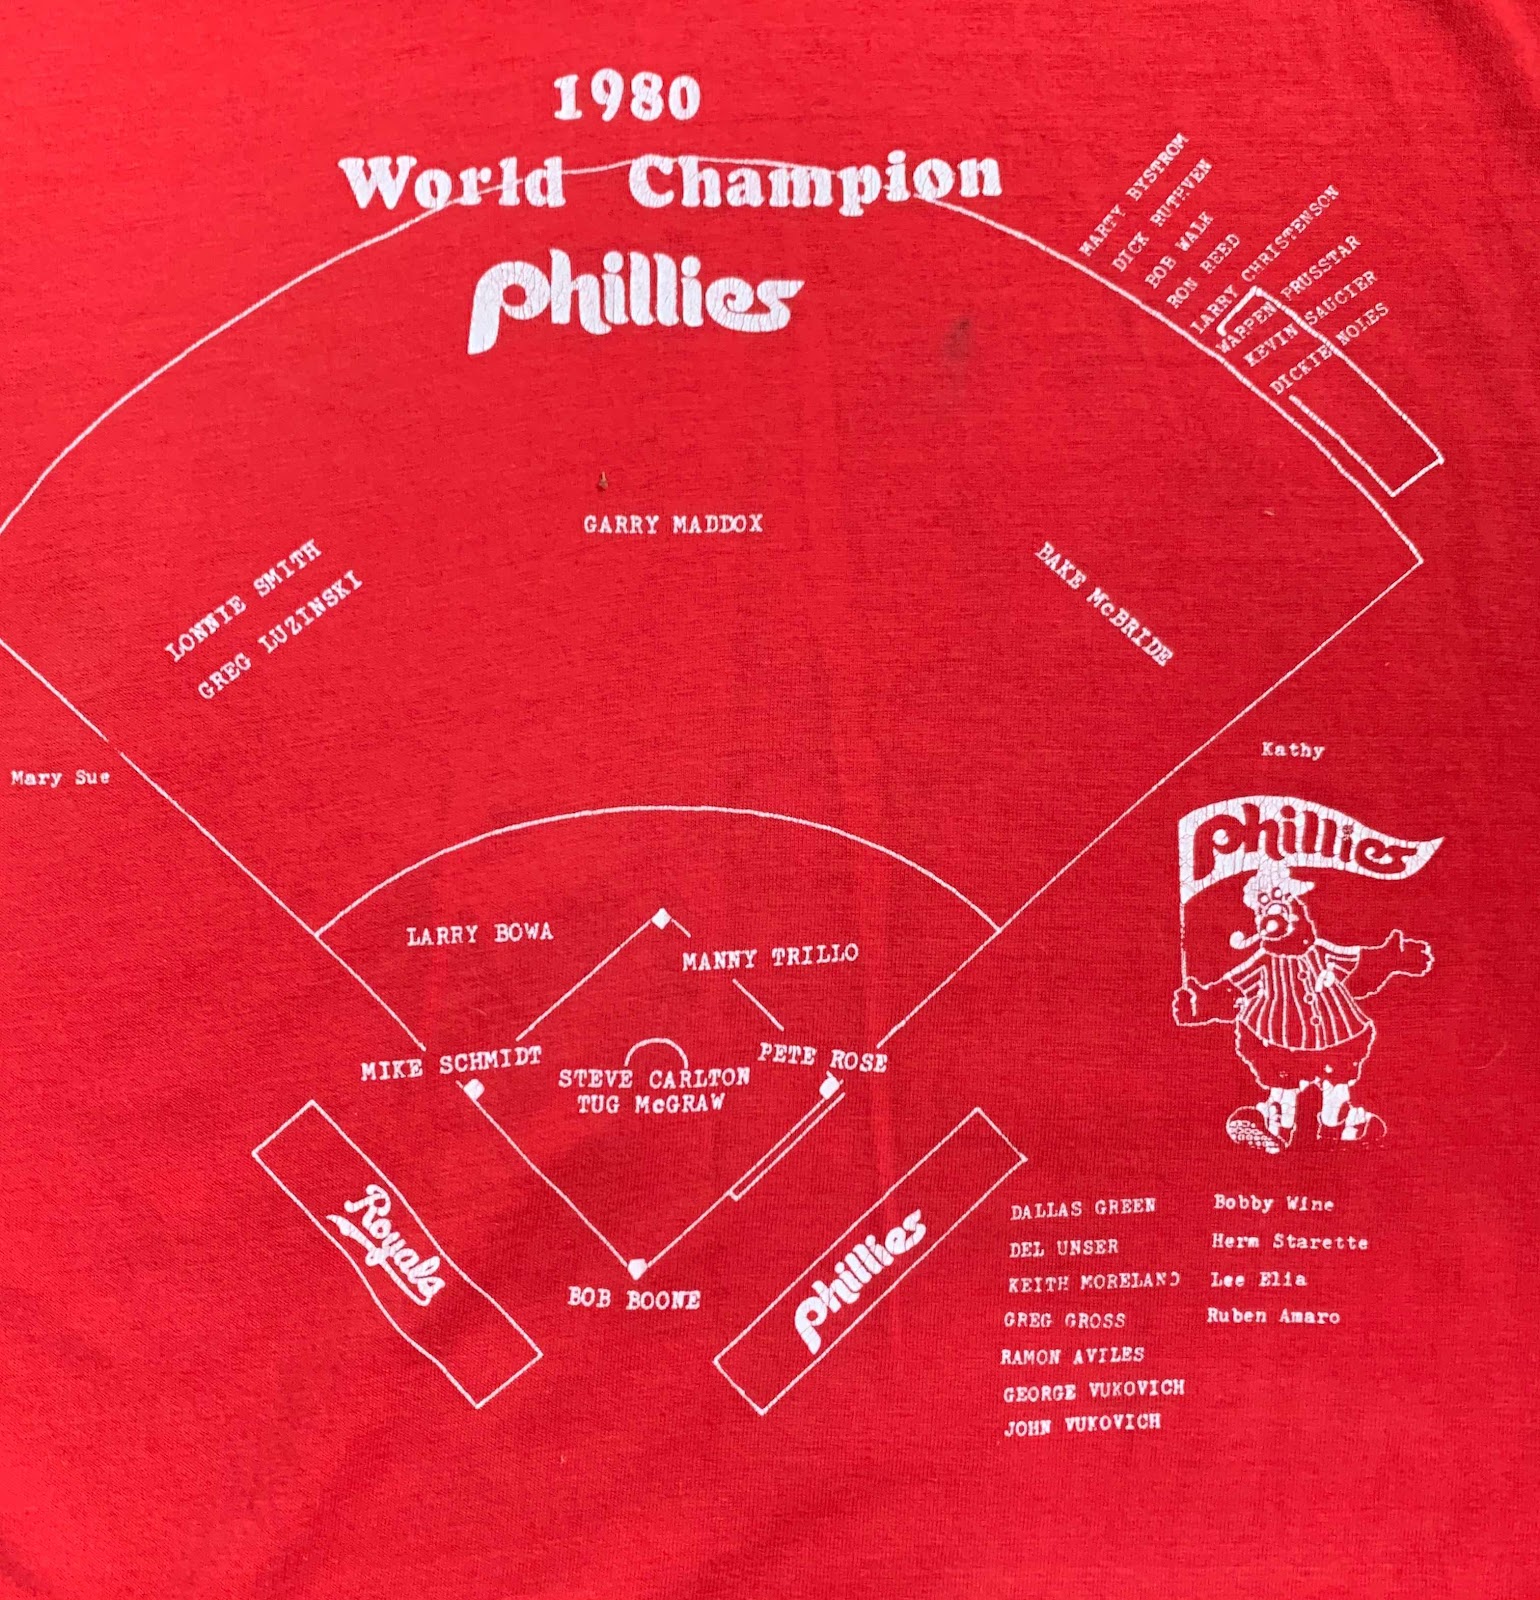 1980
World Champion
Phillies
MARTY BYSTROM
DICK RUTHVEN
BOB WALK
RON REED
LARRY CHRISTENSON
WARREN PRUSSTAR
KEVIN SAUCIER
DICKIE NOLES
GARRY MADDOX
LONNIE SMITH
GREG LUZINSKI
BAKE McBRIDE
Mary Sue
Kathy
Phillies
LARRY BOWA
MANNY TRILLO
MIKE SCHMIDT
PETE ROSE
STEVE CARLTON
TUG McGRAW
Royals
Phillies
BOB BOONE
DALLAS GREEN
DEL UNSER
KEITH MORELAND
GREG GROSS
RAMON AVILES
GEORGE VUKOVICH
JOHN VUKOVICH
Bobby Wine
Herm Starette
Lee Elia
Ruben Amaro